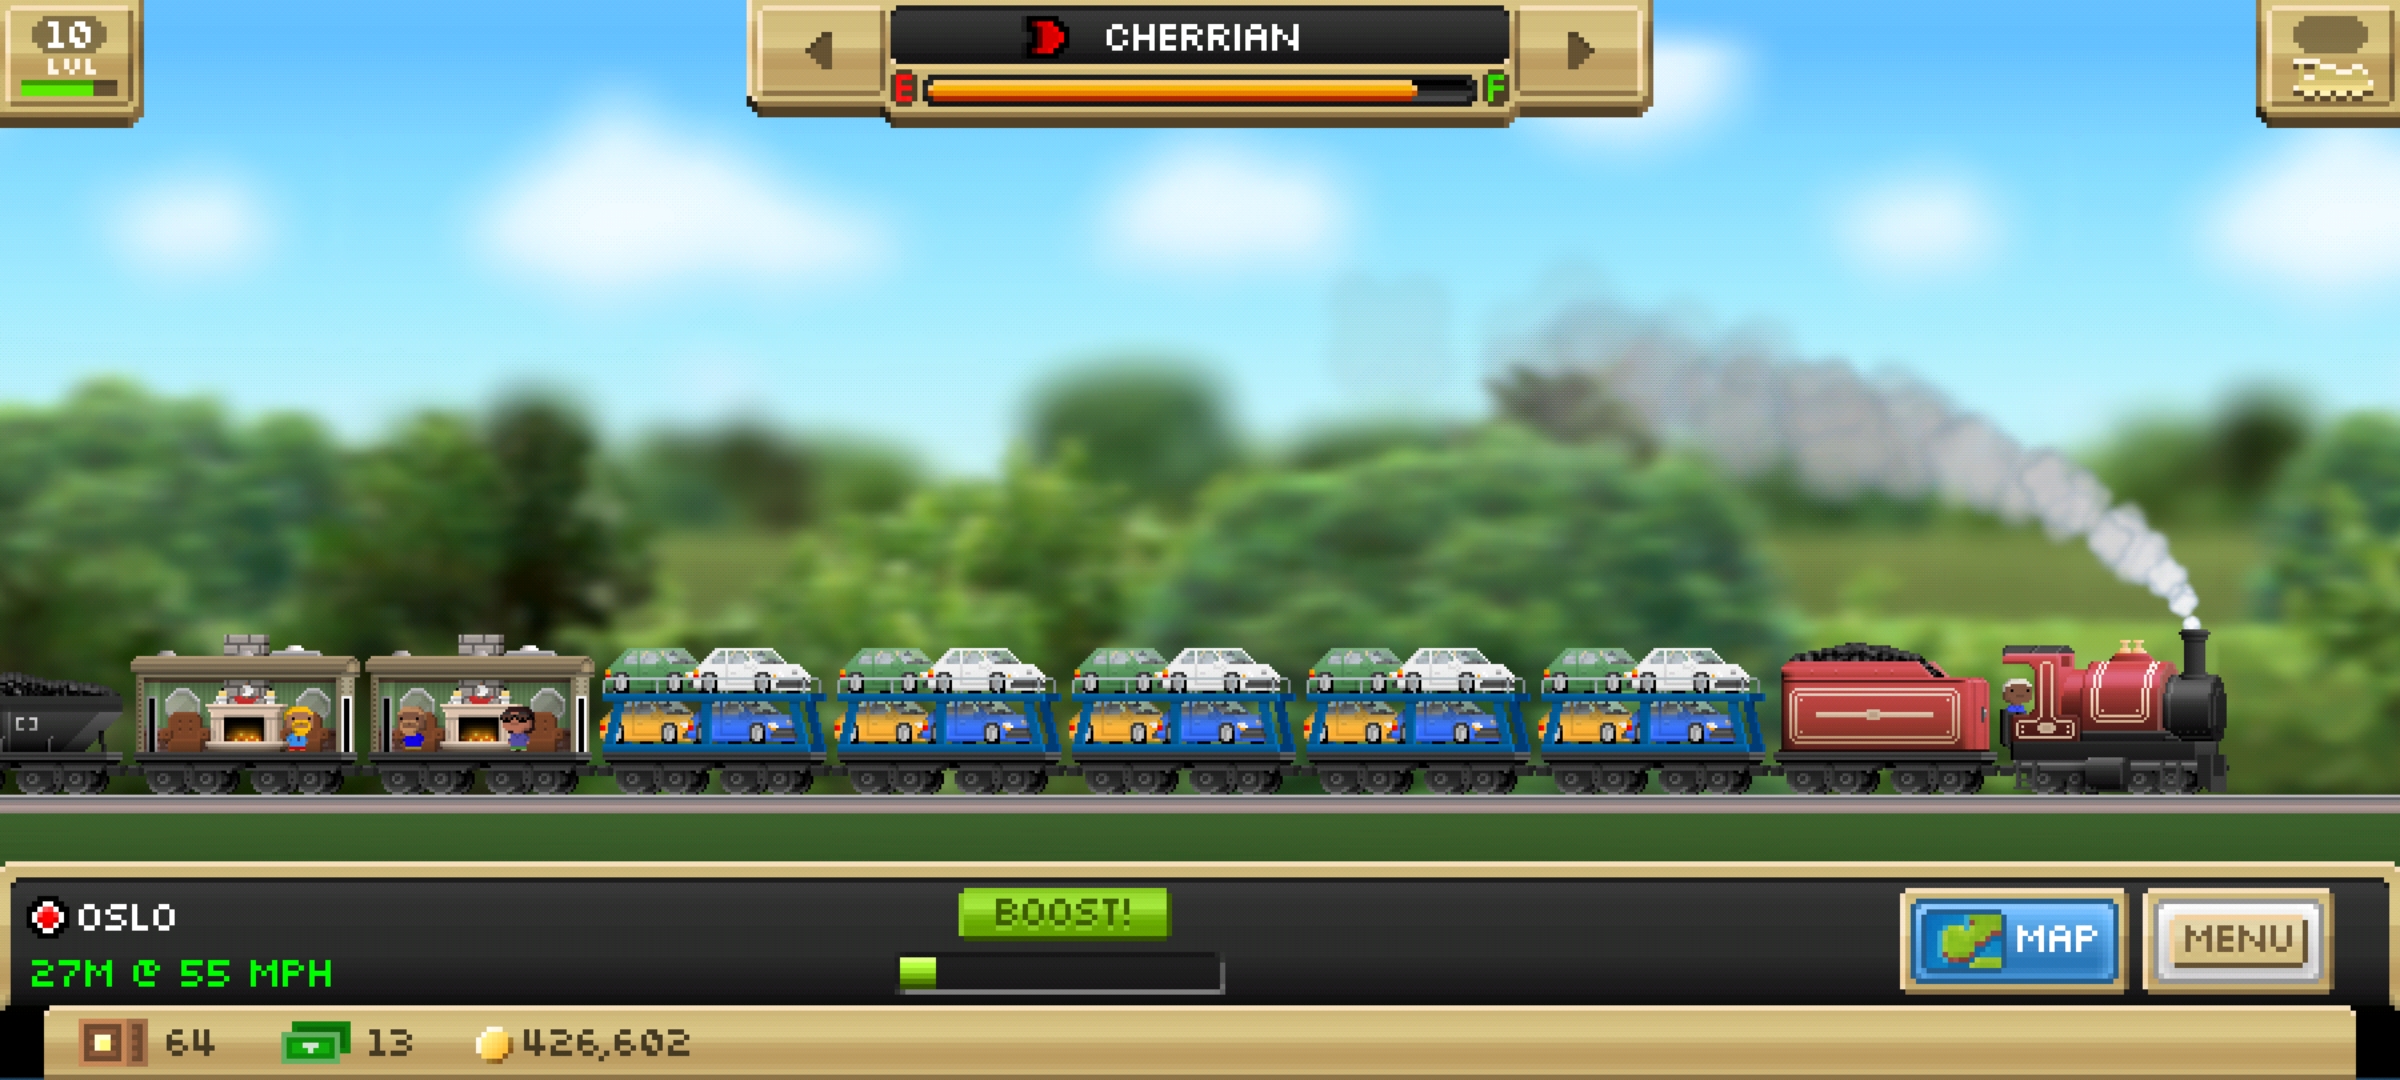 10
LVL
CHERRIAN
E F
OSLO
27M @ 55 MPH
BOOST!
MAP
MENU
64
13
426,602